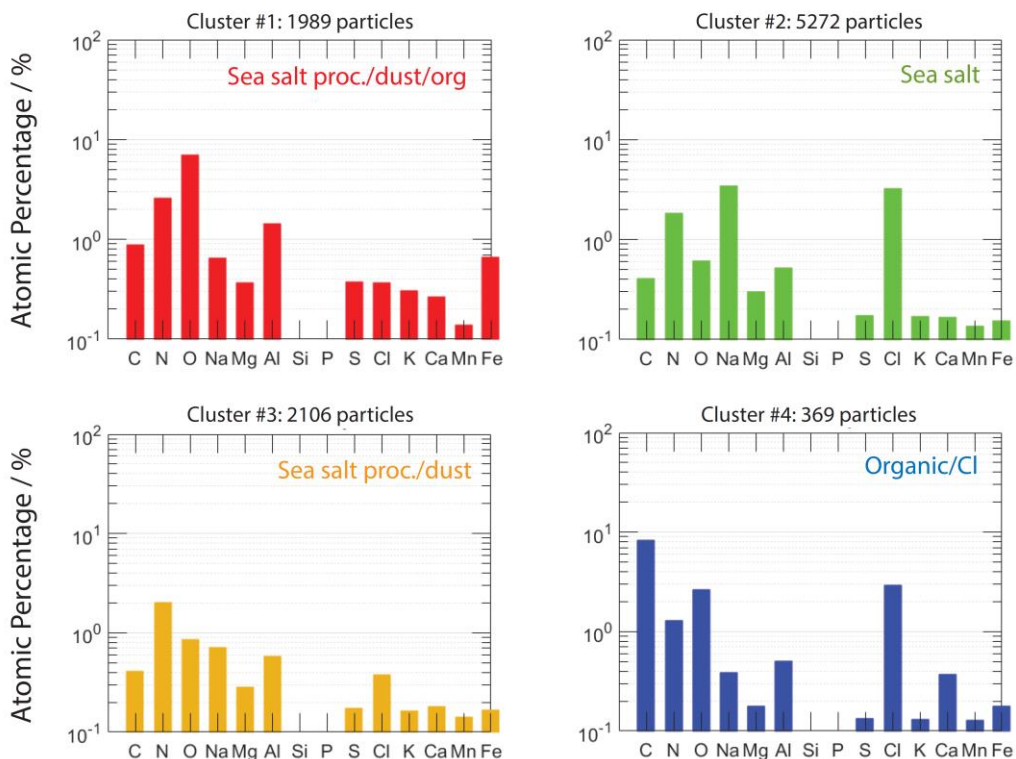 Cluster #1: 1989 particles
Atomic Percentage / %
10²
10¹
10⁰
10⁻¹
Sea salt proc./dust/org
C N O Na Mg Al Si P S Cl K Ca Mn Fe
Cluster #2: 5272 particles
10²
10¹
10⁰
10⁻¹
Sea salt
C N O Na Mg Al Si P S Cl K Ca Mn Fe
Cluster #3: 2106 particles
Atomic Percentage / %
10²
10¹
10⁰
10⁻¹
Sea salt proc./dust
C N O Na Mg Al Si P S Cl K Ca Mn Fe
Cluster #4: 369 particles
10²
10¹
10⁰
10⁻¹
Organic/Cl
C N O Na Mg Al Si P S Cl K Ca Mn Fe